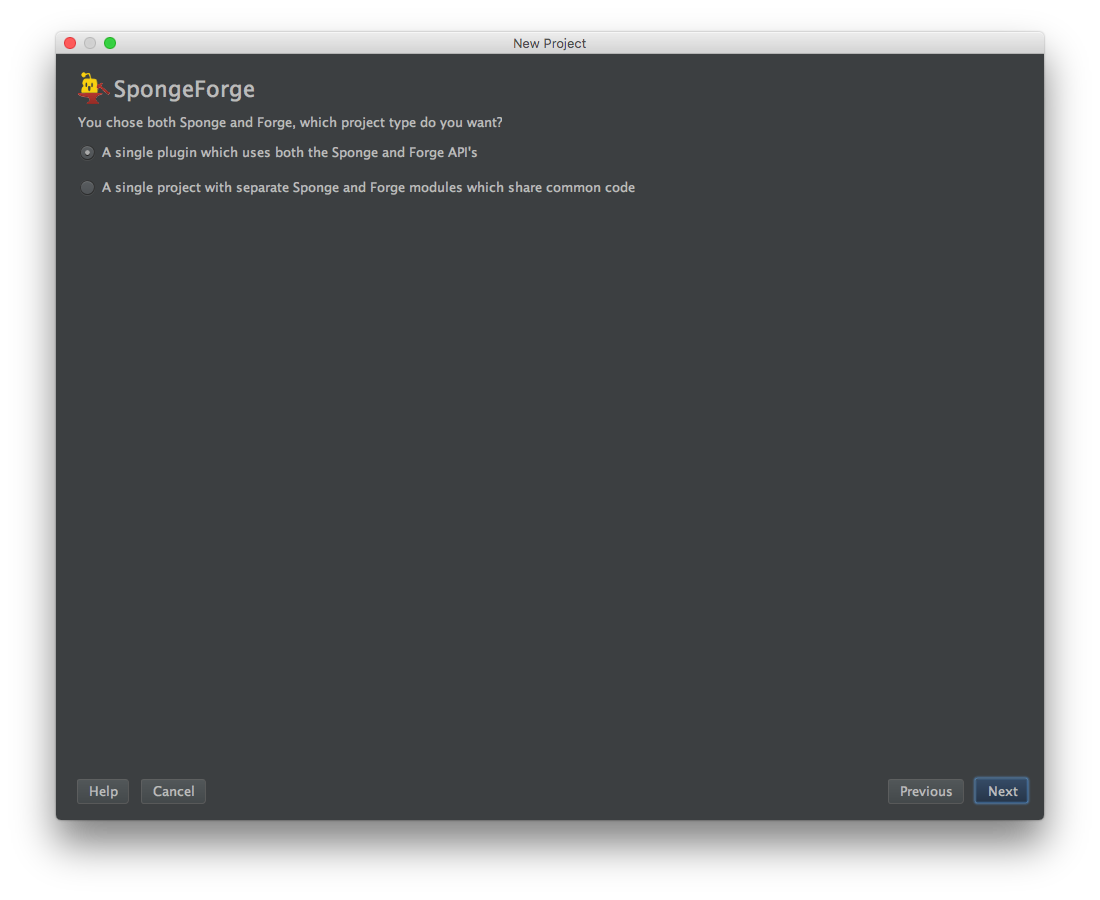 New Project
SpongeForge
You chose both Sponge and Forge, which project type do you want?
A single plugin which uses both the Sponge and Forge API's
A single project with separate Sponge and Forge modules which share common code
Help Cancel Previous Next